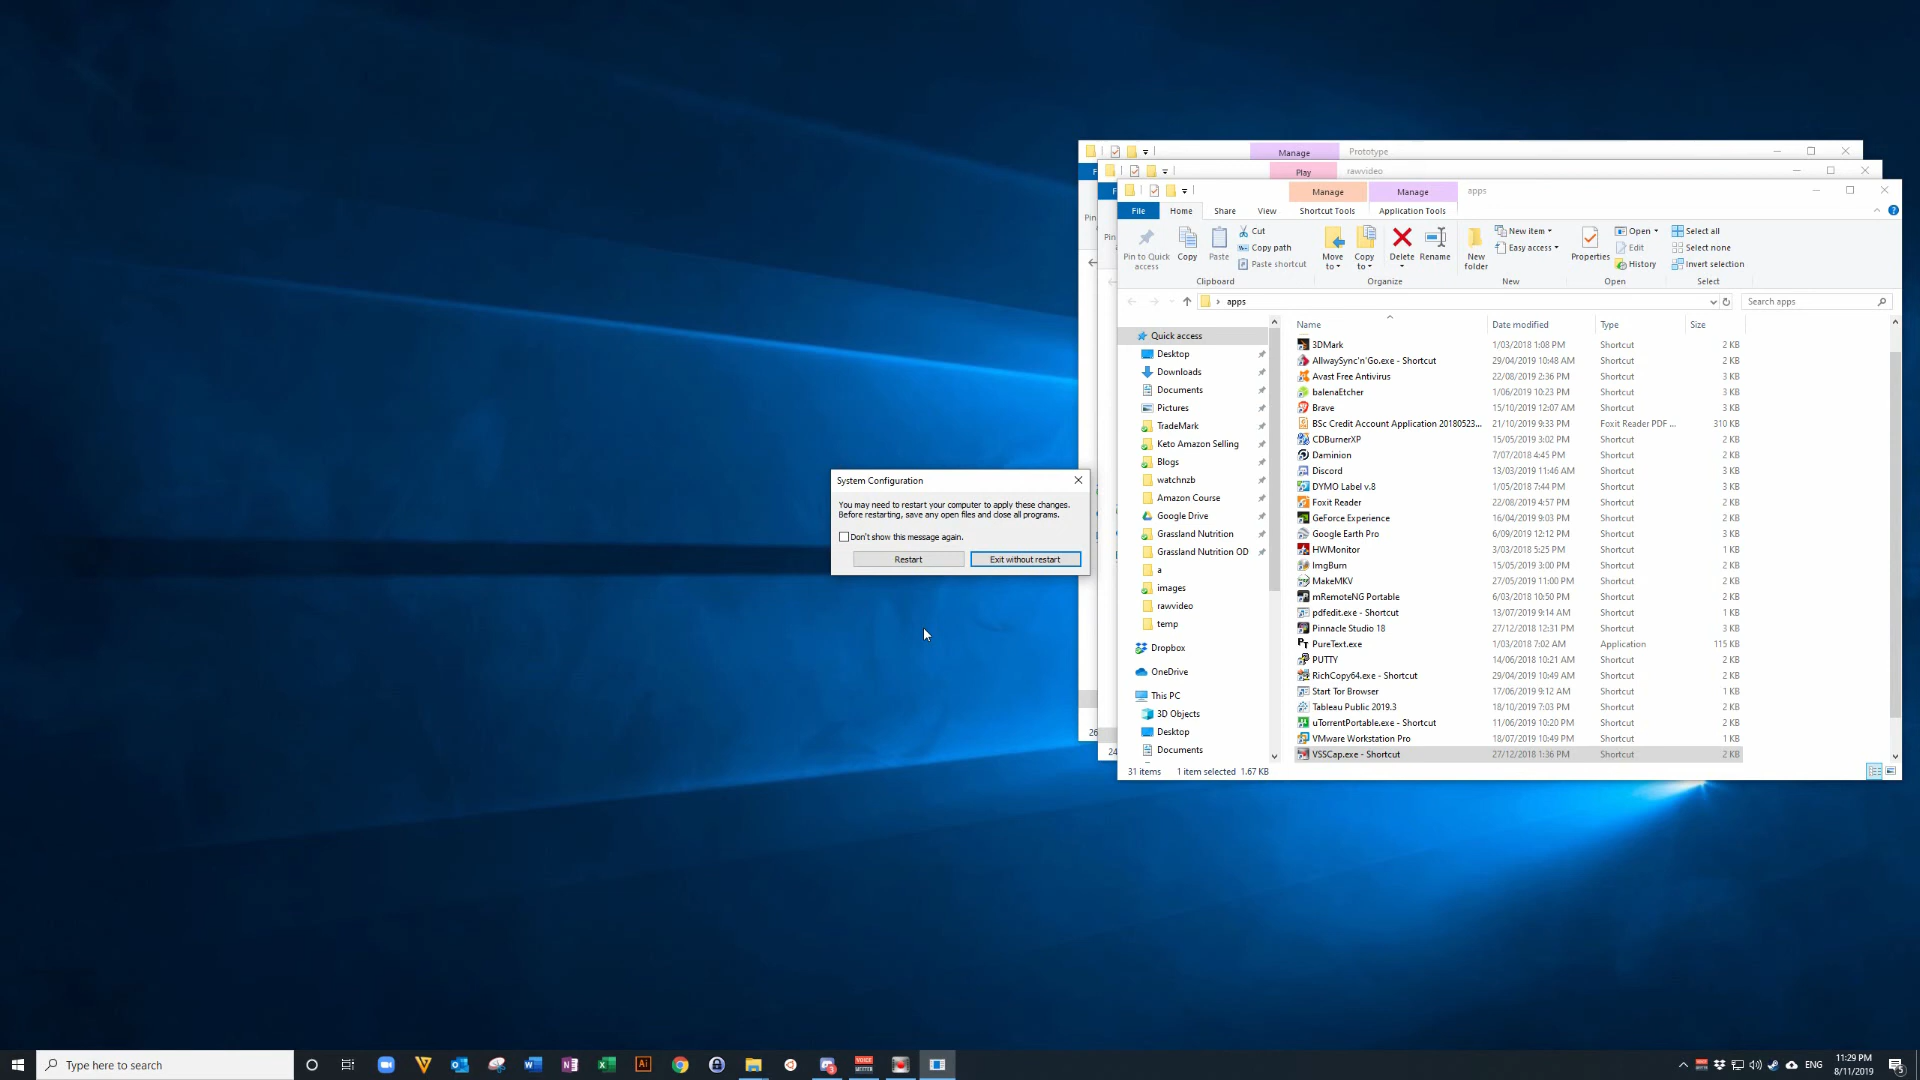 Manage
Prototype
Play
rawvideo
Manage
Manage
apps
File
Home
Share
View
Shortcut Tools
Application Tools
Pin to Quick access
Copy
Paste
Cut
Copy path
Paste shortcut
Move to
Copy to
Delete
Rename
New folder
New item
Easy access
Properties
Open
Edit
History
Select all
Select none
Invert selection
Clipboard
Organize
New
Open
Select
apps
Search apps
Name
Date modified
Type
Size
Quick access
Desktop
Downloads
Documents
Pictures
TradeMark
Keto Amazon Selling
Blogs
watchnzb
Amazon Course
Google Drive
Grassland Nutrition
Grassland Nutrition OD
a
images
rawvideo
temp
Dropbox
OneDrive
This PC
3D Objects
Desktop
Documents
3DMark 1/03/2018 1:08 PM Shortcut 2 KB
AllwaySync'n'Go.exe - Shortcut 29/04/2019 10:48 AM Shortcut 2 KB
Avast Free Antivirus 22/08/2019 2:36 PM Shortcut 3 KB
balenaEtcher 1/06/2019 10:23 PM Shortcut 3 KB
Brave 15/10/2019 12:07 AM Shortcut 3 KB
BSc Credit Account Application 20180523... 21/10/2019 9:33 PM Foxit Reader PDF ... 310 KB
CDBurnerXP 15/05/2019 3:02 PM Shortcut 2 KB
Daminion 7/07/2018 4:45 PM Shortcut 2 KB
Discord 13/03/2019 11:46 AM Shortcut 3 KB
DYMO Label v.8 1/05/2018 7:44 PM Shortcut 3 KB
Foxit Reader 22/08/2019 4:57 PM Shortcut 2 KB
GeForce Experience 16/04/2019 9:03 PM Shortcut 2 KB
Google Earth Pro 6/09/2019 12:12 PM Shortcut 3 KB
HWMonitor 3/03/2018 5:25 PM Shortcut 1 KB
ImgBurn 15/05/2019 3:00 PM Shortcut 2 KB
MakeMKV 27/05/2019 11:00 PM Shortcut 2 KB
mRemoteNG Portable 6/03/2018 10:50 PM Shortcut 2 KB
pdfedit.exe - Shortcut 13/07/2019 9:14 AM Shortcut 1 KB
Pinnacle Studio 18 27/12/2018 12:31 PM Shortcut 3 KB
PureText.exe 1/03/2018 7:02 AM Application 115 KB
PUTTY 14/06/2018 10:21 AM Shortcut 2 KB
RichCopy64.exe - Shortcut 29/04/2019 10:49 AM Shortcut 2 KB
Start Tor Browser 17/06/2019 9:12 AM Shortcut 1 KB
Tableau Public 2019.3 18/10/2019 7:03 PM Shortcut 2 KB
uTorrentPortable.exe - Shortcut 11/06/2019 10:20 PM Shortcut 2 KB
VMware Workstation Pro 18/07/2019 10:49 PM Shortcut 1 KB
VSSCap.exe - Shortcut 27/12/2018 1:36 PM Shortcut 2 KB
31 items 1 item selected 1.67 KB
26
24
System Configuration
You may need to restart your computer to apply these changes.
Before restarting, save any open files and close all programs.
Don't show this message again.
Restart
Exit without restart
Type here to search
ENG
11:29 PM
8/11/2019